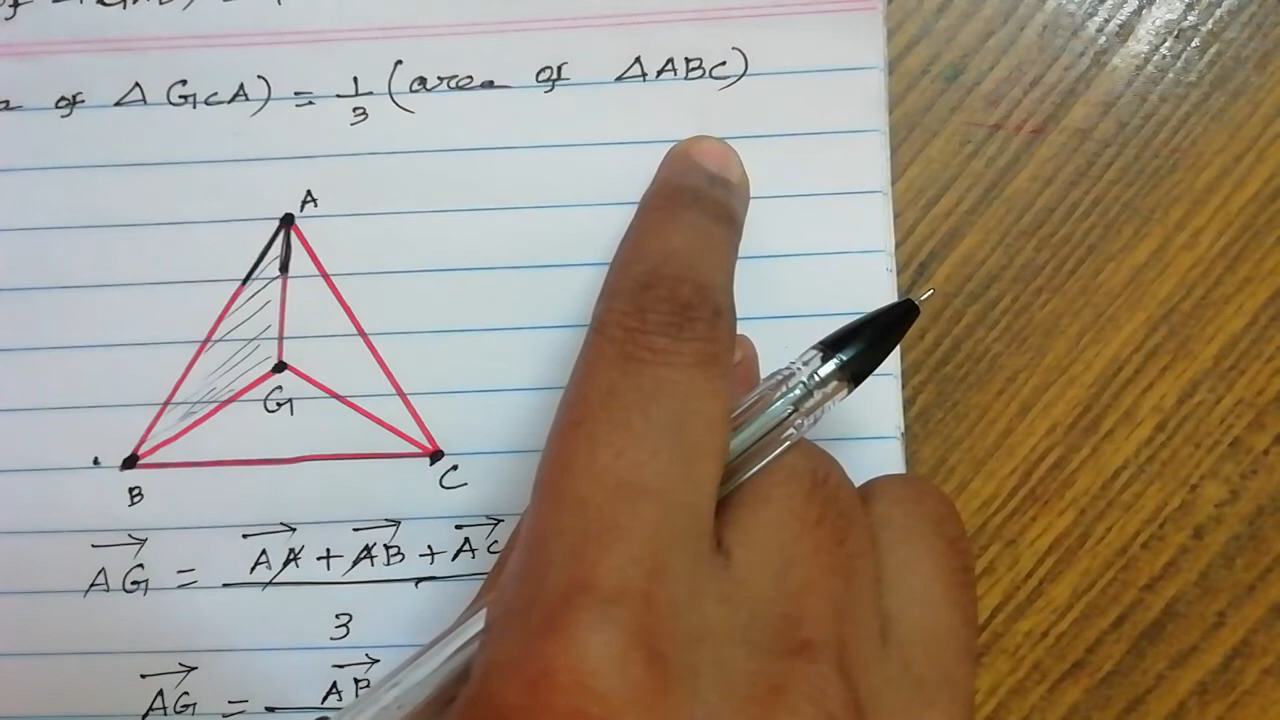 of Δ GCA) = 1/3 (area of ΔABC)
A
G
B
C
→AG = →AA + →AB + →AC
3
→AG =